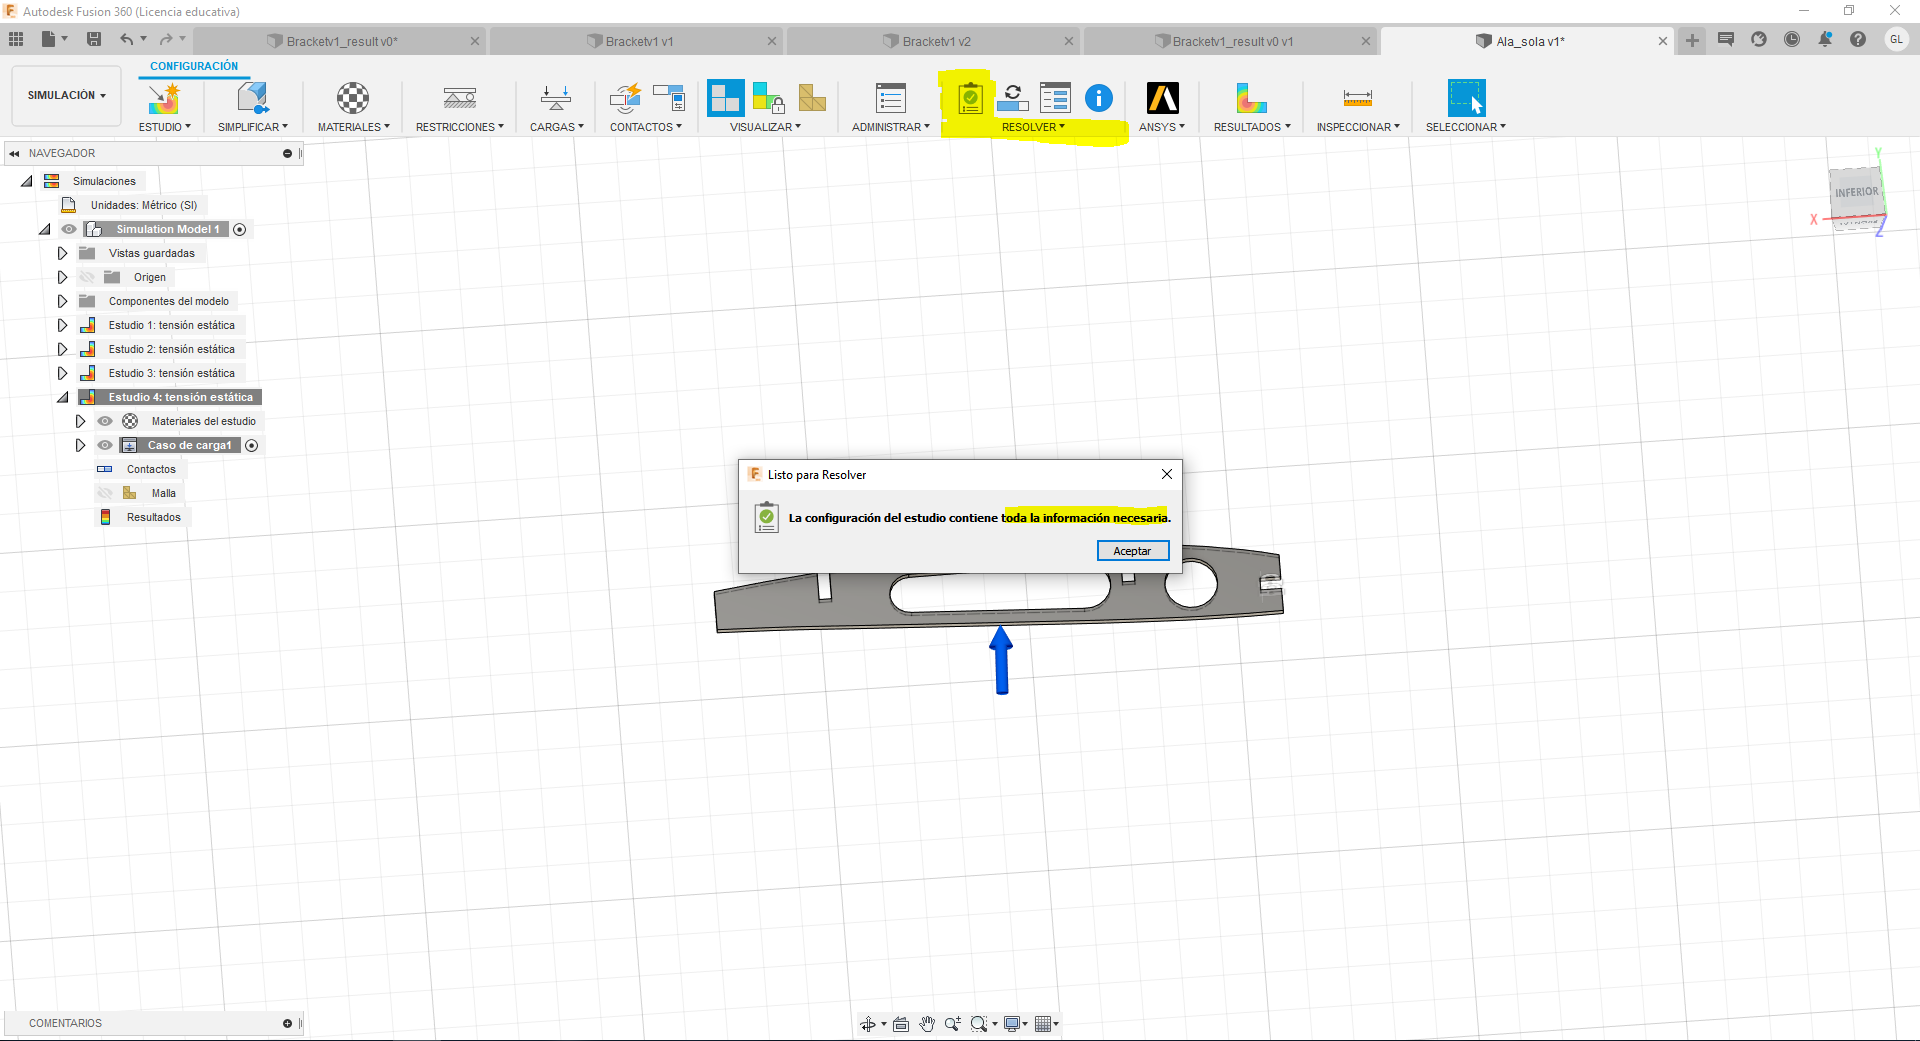 Autodesk Fusion 360 (Licencia educativa)
Bracketv1_result v0*
Bracketv1 v1
Bracketv1 v2
Bracketv1_result v0 v1
Ala_sola v1*
GL
CONFIGURACIÓN
SIMULACIÓN
ESTUDIO
SIMPLIFICAR
MATERIALES
RESTRICCIONES
CARGAS
CONTACTOS
VISUALIZAR
ADMINISTRAR
RESOLVER
ANSYS
RESULTADOS
INSPECCIONAR
SELECCIONAR
NAVEGADOR
Simulaciones
Unidades: Métrico (SI)
Simulation Model 1
Vistas guardadas
Origen
Componentes del modelo
Estudio 1: tensión estática
Estudio 2: tensión estática
Estudio 3: tensión estática
Estudio 4: tensión estática
Materiales del estudio
Caso de carga1
Contactos
Malla
Resultados
Y
INFERIOR
X
Z
Listo para Resolver
La configuración del estudio contiene toda la información necesaria.
Aceptar
COMENTARIOS